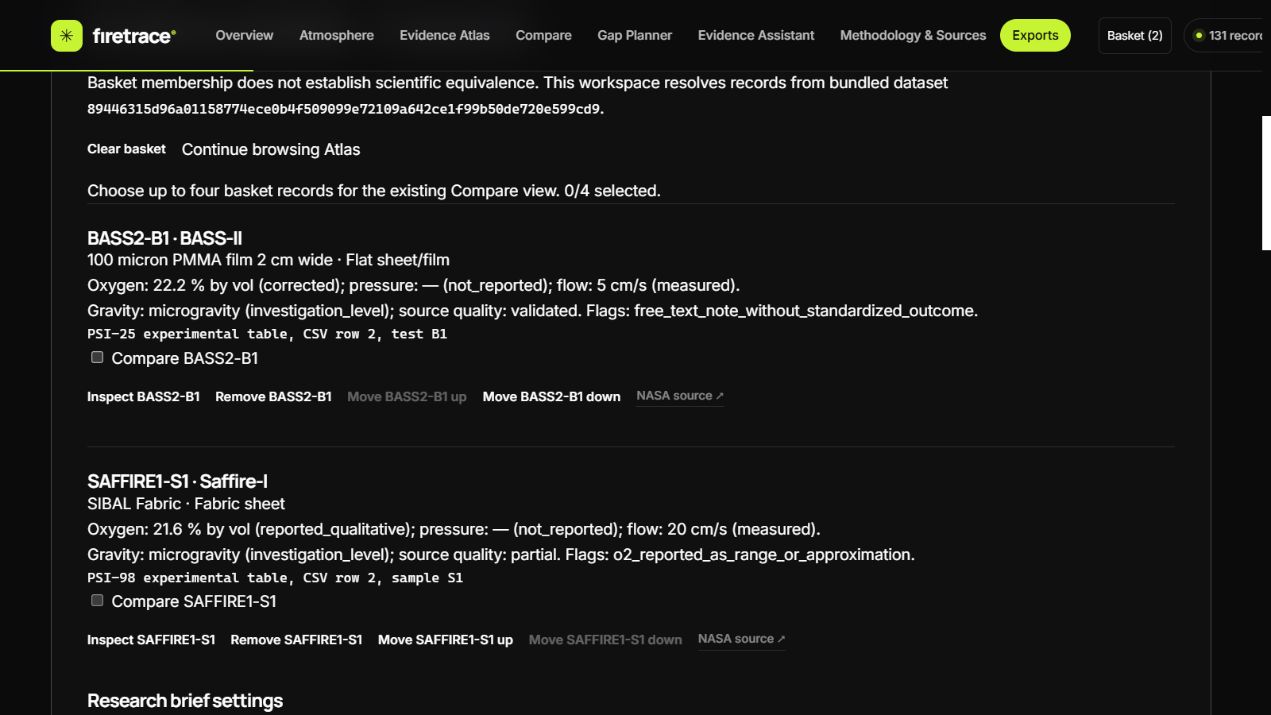 firetrace
Overview
Atmosphere
Evidence Atlas
Compare
Gap Planner
Evidence Assistant
Methodology & Sources
Exports
Basket (2)
131 recor
Basket membership does not establish scientific equivalence. This workspace resolves records from bundled dataset
89446315d96a01158774ece0b4f509099e72109a642ce1f99b50de720e599cd9.
Clear basket Continue browsing Atlas
Choose up to four basket records for the existing Compare view. 0/4 selected.
BASS2-B1 · BASS-II
100 micron PMMA film 2 cm wide · Flat sheet/film
Oxygen: 22.2 % by vol (corrected); pressure: — (not_reported); flow: 5 cm/s (measured).
Gravity: microgravity (investigation_level); source quality: validated. Flags: free_text_note_without_standardized_outcome.
PSI-25 experimental table, CSV row 2, test B1
Compare BASS2-B1
Inspect BASS2-B1 Remove BASS2-B1 Move BASS2-B1 up Move BASS2-B1 down NASA source ↗
SAFFIRE1-S1 · Saffire-I
SIBAL Fabric · Fabric sheet
Oxygen: 21.6 % by vol (reported_qualitative); pressure: — (not_reported); flow: 20 cm/s (measured).
Gravity: microgravity (investigation_level); source quality: partial. Flags: o2_reported_as_range_or_approximation.
PSI-98 experimental table, CSV row 2, sample S1
Compare SAFFIRE1-S1
Inspect SAFFIRE1-S1 Remove SAFFIRE1-S1 Move SAFFIRE1-S1 up Move SAFFIRE1-S1 down NASA source ↗
Research brief settings